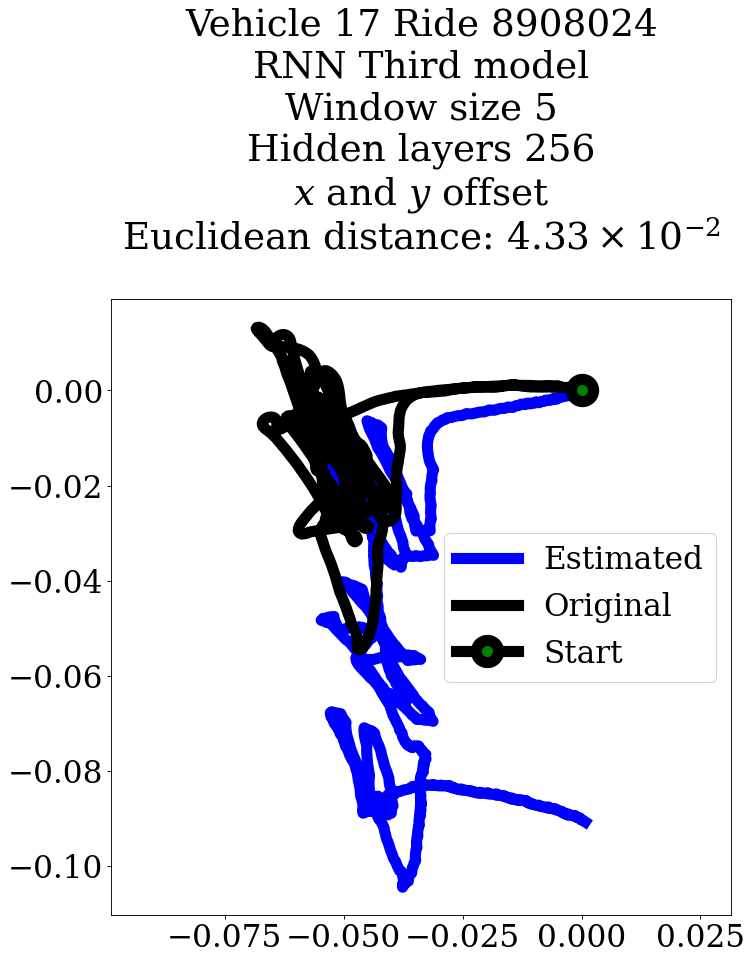 Vehicle 17 Ride 8908024
RNN Third model
Window size 5
Hidden layers 256
x and y offset
Euclidean distance: 4.33 × 10⁻²
0.00
−0.02
−0.04
−0.06
−0.08
−0.10
Estimated
Original
Start
−0.075 −0.050 −0.025 0.000 0.025